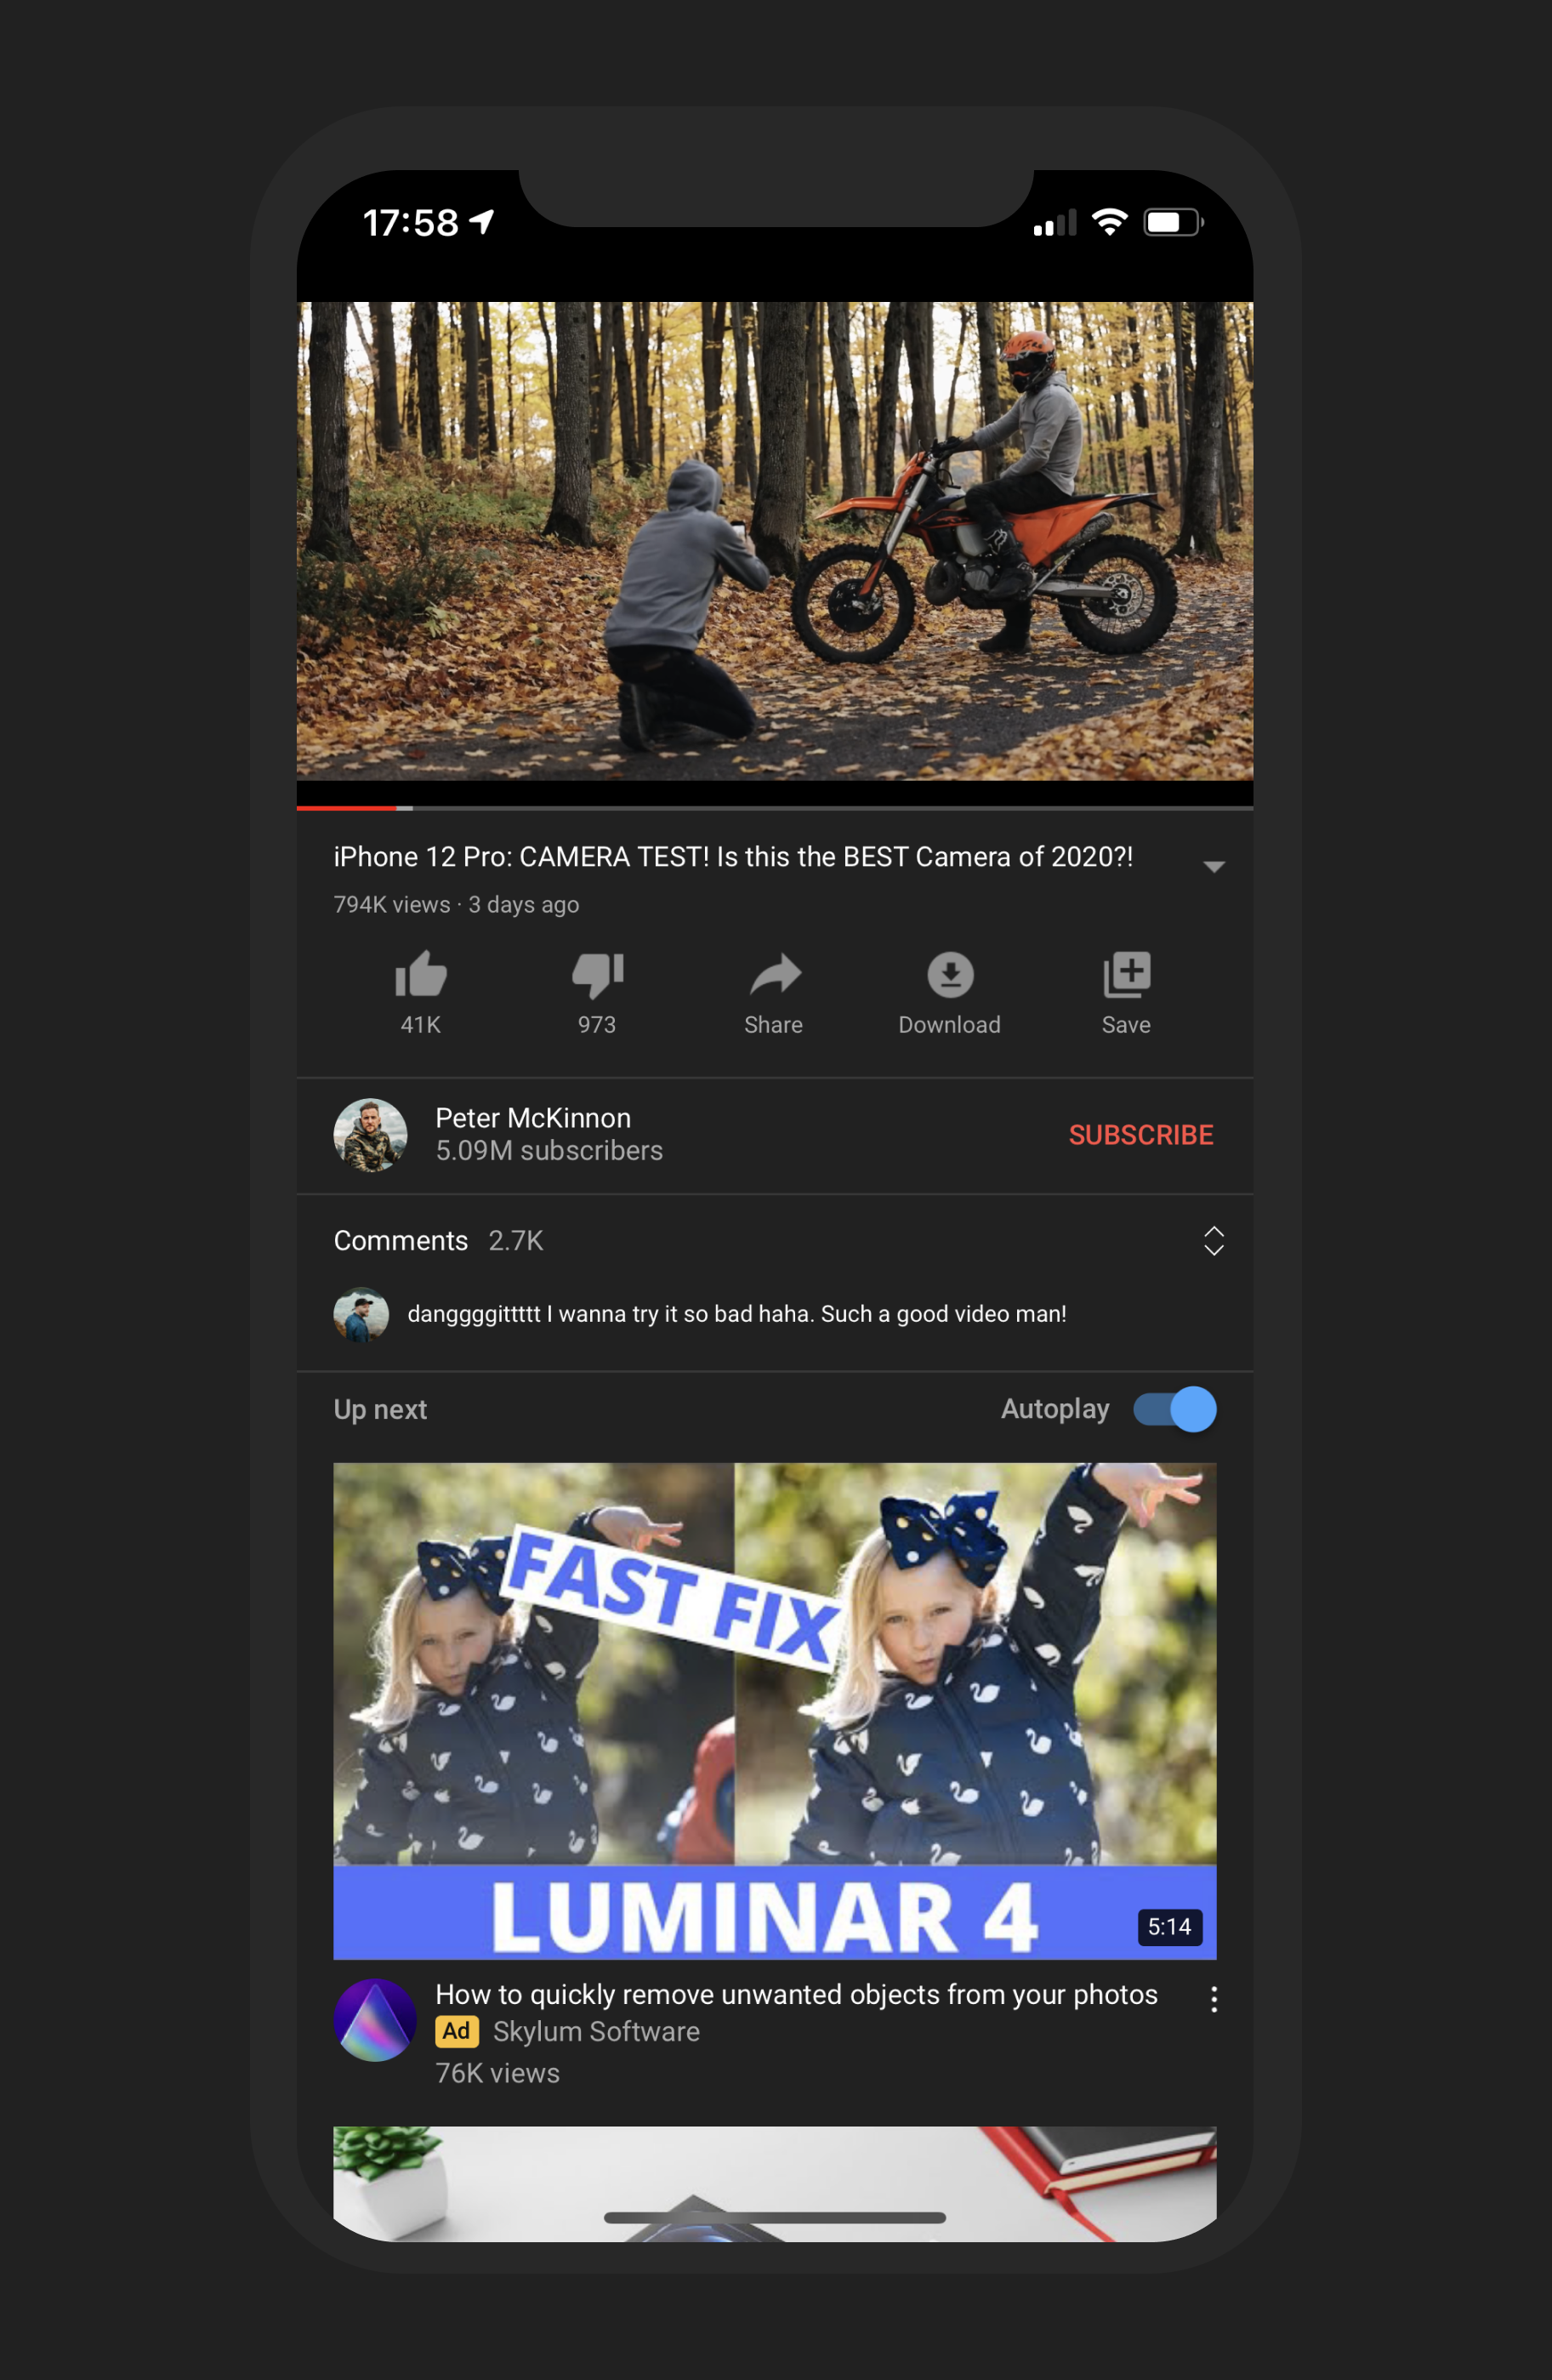 17:58
iPhone 12 Pro: CAMERA TEST! Is this the BEST Camera of 2020?!
794K views · 3 days ago
41K
973
Share
Download
Save
Peter McKinnon
5.09M subscribers
SUBSCRIBE
Comments 2.7K
danggggittttt I wanna try it so bad haha. Such a good video man!
Up next
Autoplay
FAST FIX
LUMINAR 4
5:14
How to quickly remove unwanted objects from your photos
Ad Skylum Software
76K views